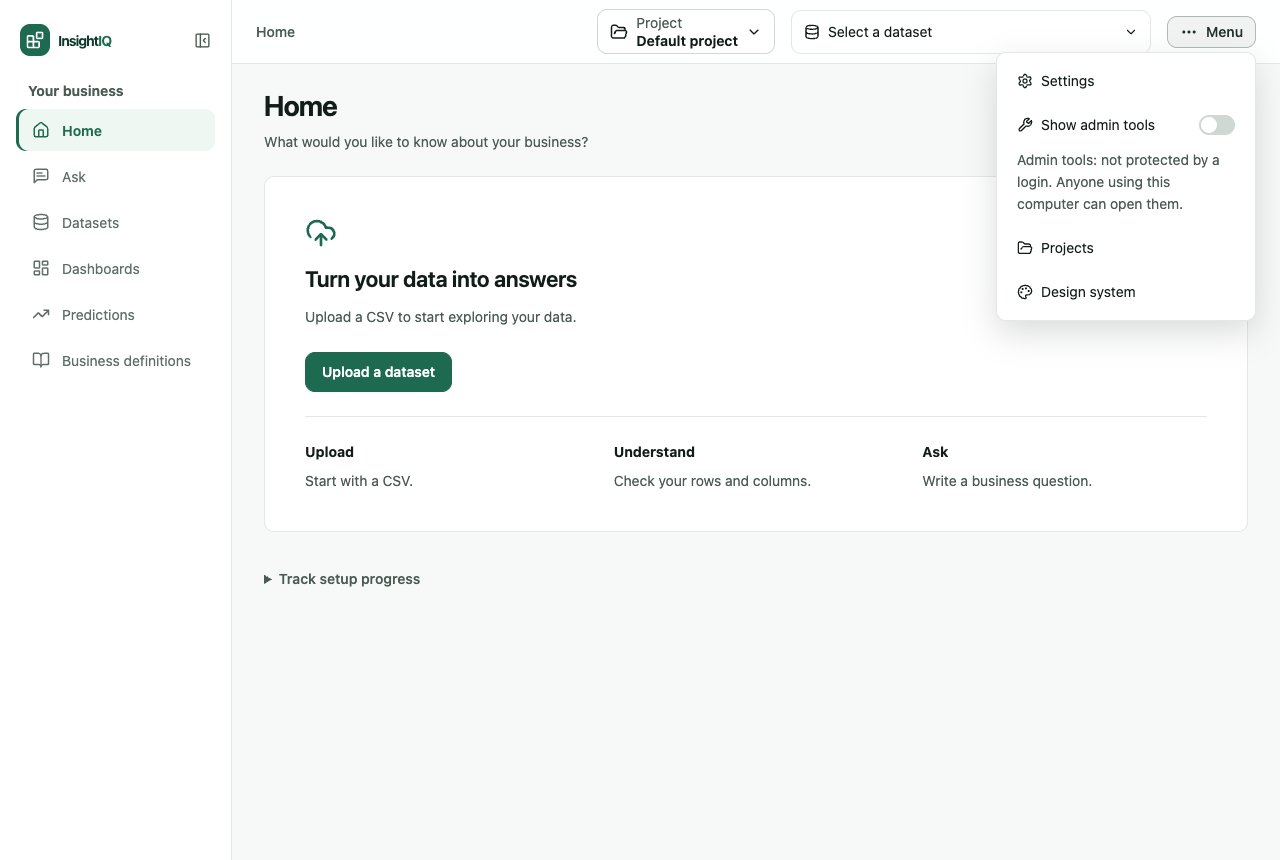 InsightIQ
Your business
Home
Ask
Datasets
Dashboards
Predictions
Business definitions
Home
Project
Default project
Select a dataset
Menu
Settings
Show admin tools
Admin tools: not protected by a
login. Anyone using this
computer can open them.
Projects
Design system
Home
What would you like to know about your business?
Turn your data into answers
Upload a CSV to start exploring your data.
Upload a dataset
Upload
Start with a CSV.
Understand
Check your rows and columns.
Ask
Write a business question.
Track setup progress